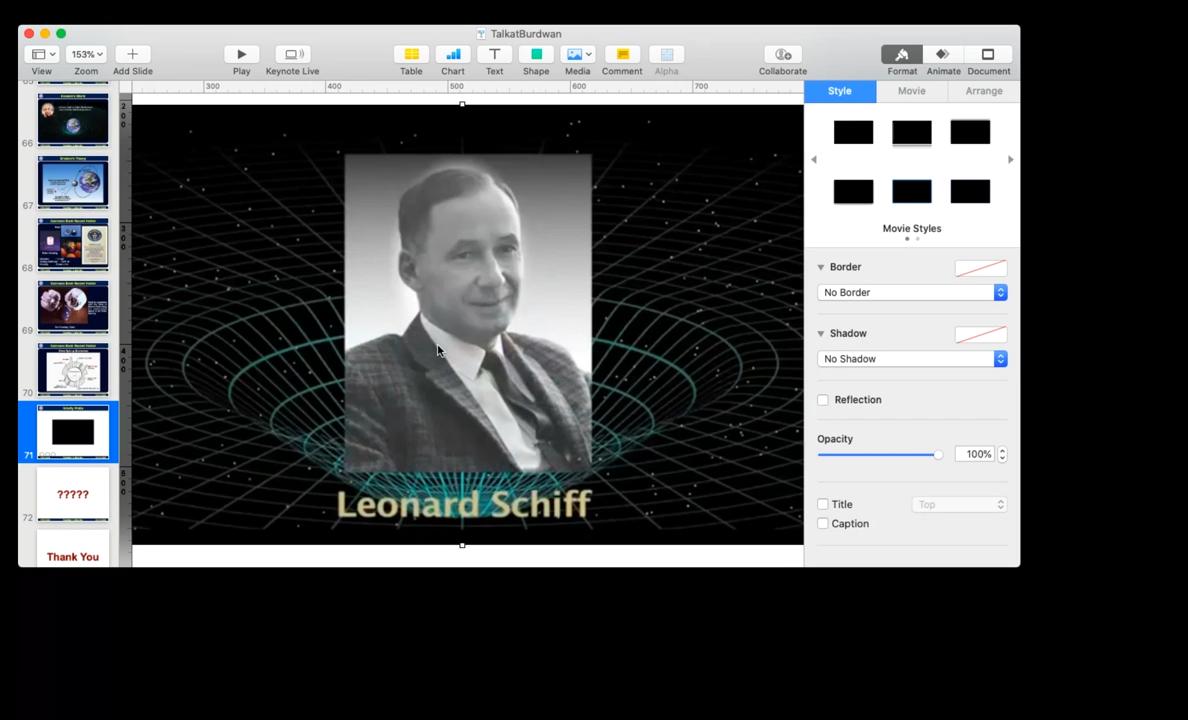 TalkatBurdwan
153%
View
Zoom
Add Slide
Play
Keynote Live
Table
Chart
Text
Shape
Media
Comment
Alpha
Collaborate
Format
Animate
Document
300
400
500
600
700
Style
Movie
Arrange
66
67
68
69
70
71
72
?????
Thank You
Leonard Schiff
Movie Styles
Border
No Border
Shadow
No Shadow
Reflection
Opacity
100%
Title
Top
Caption